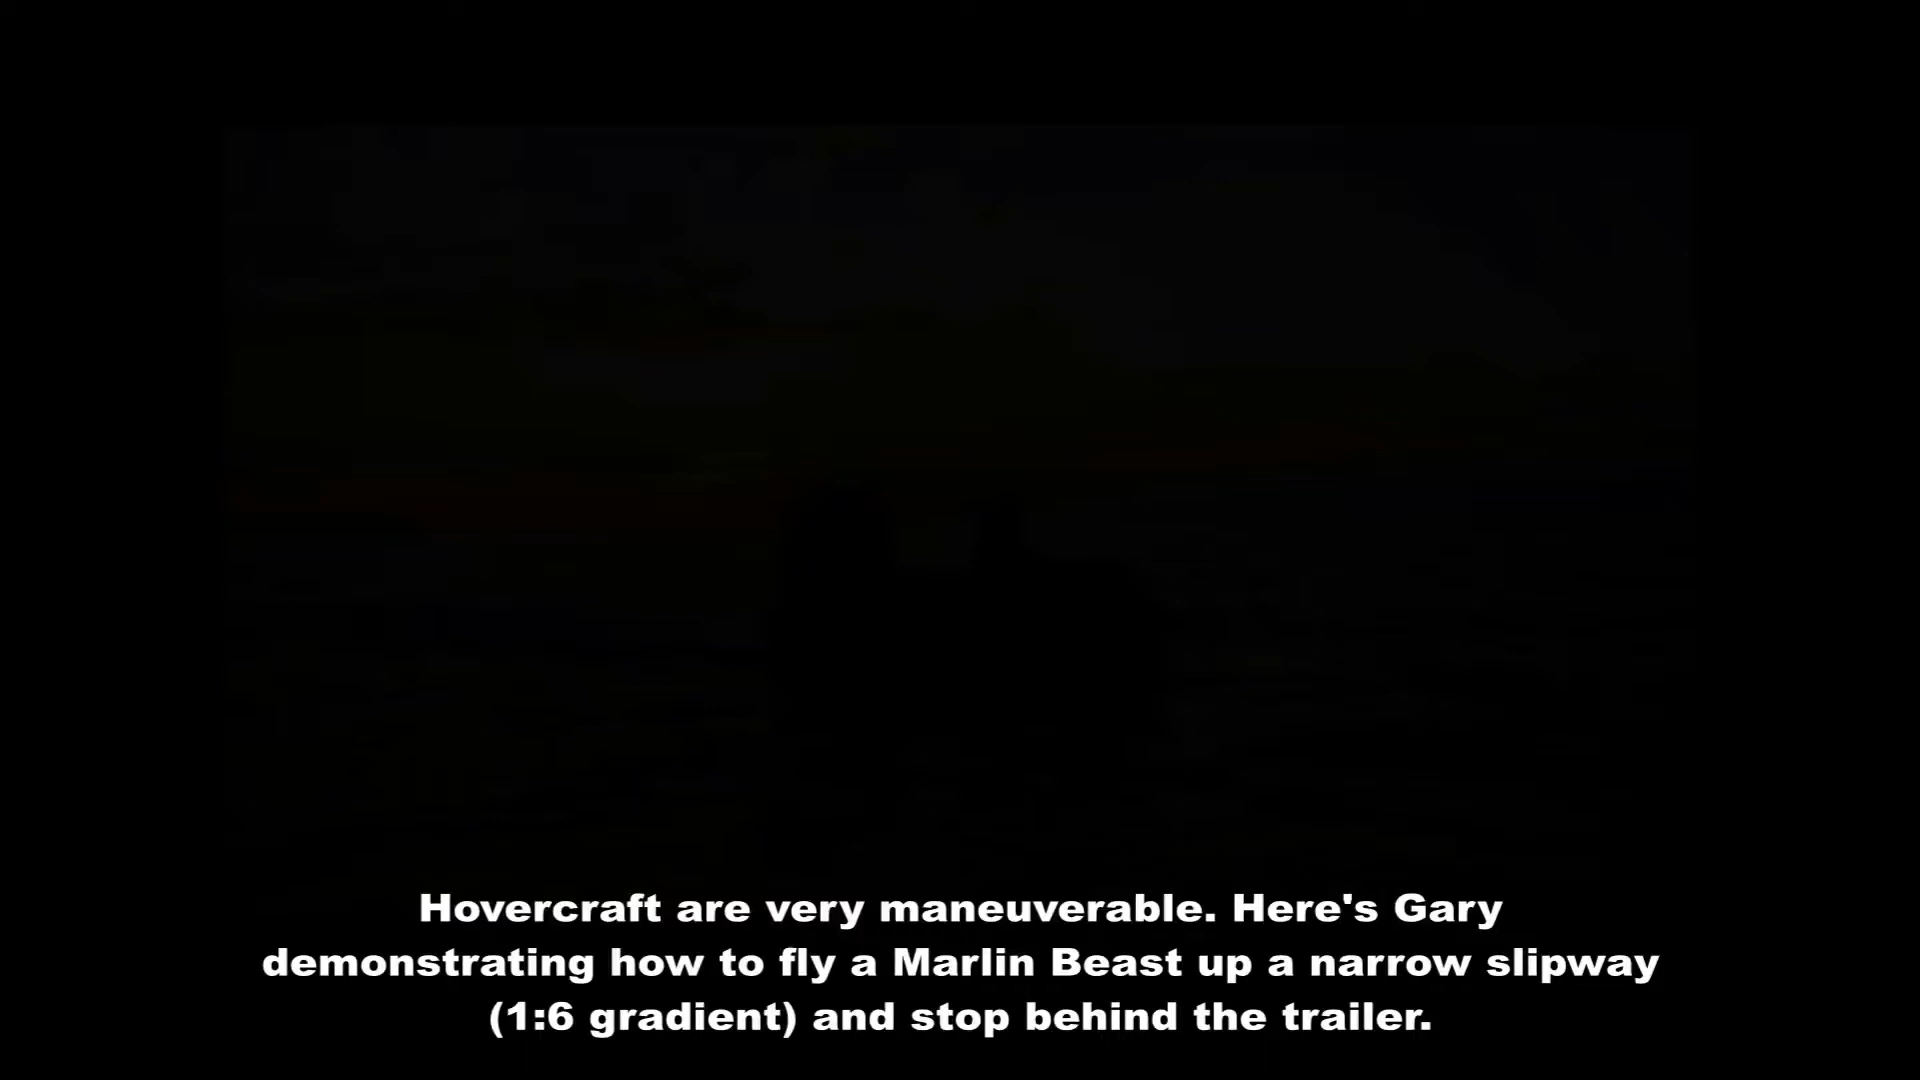 Hovercraft are very maneuverable. Here's Gary
demonstrating how to fly a Marlin Beast up a narrow slipway
(1:6 gradient) and stop behind the trailer.